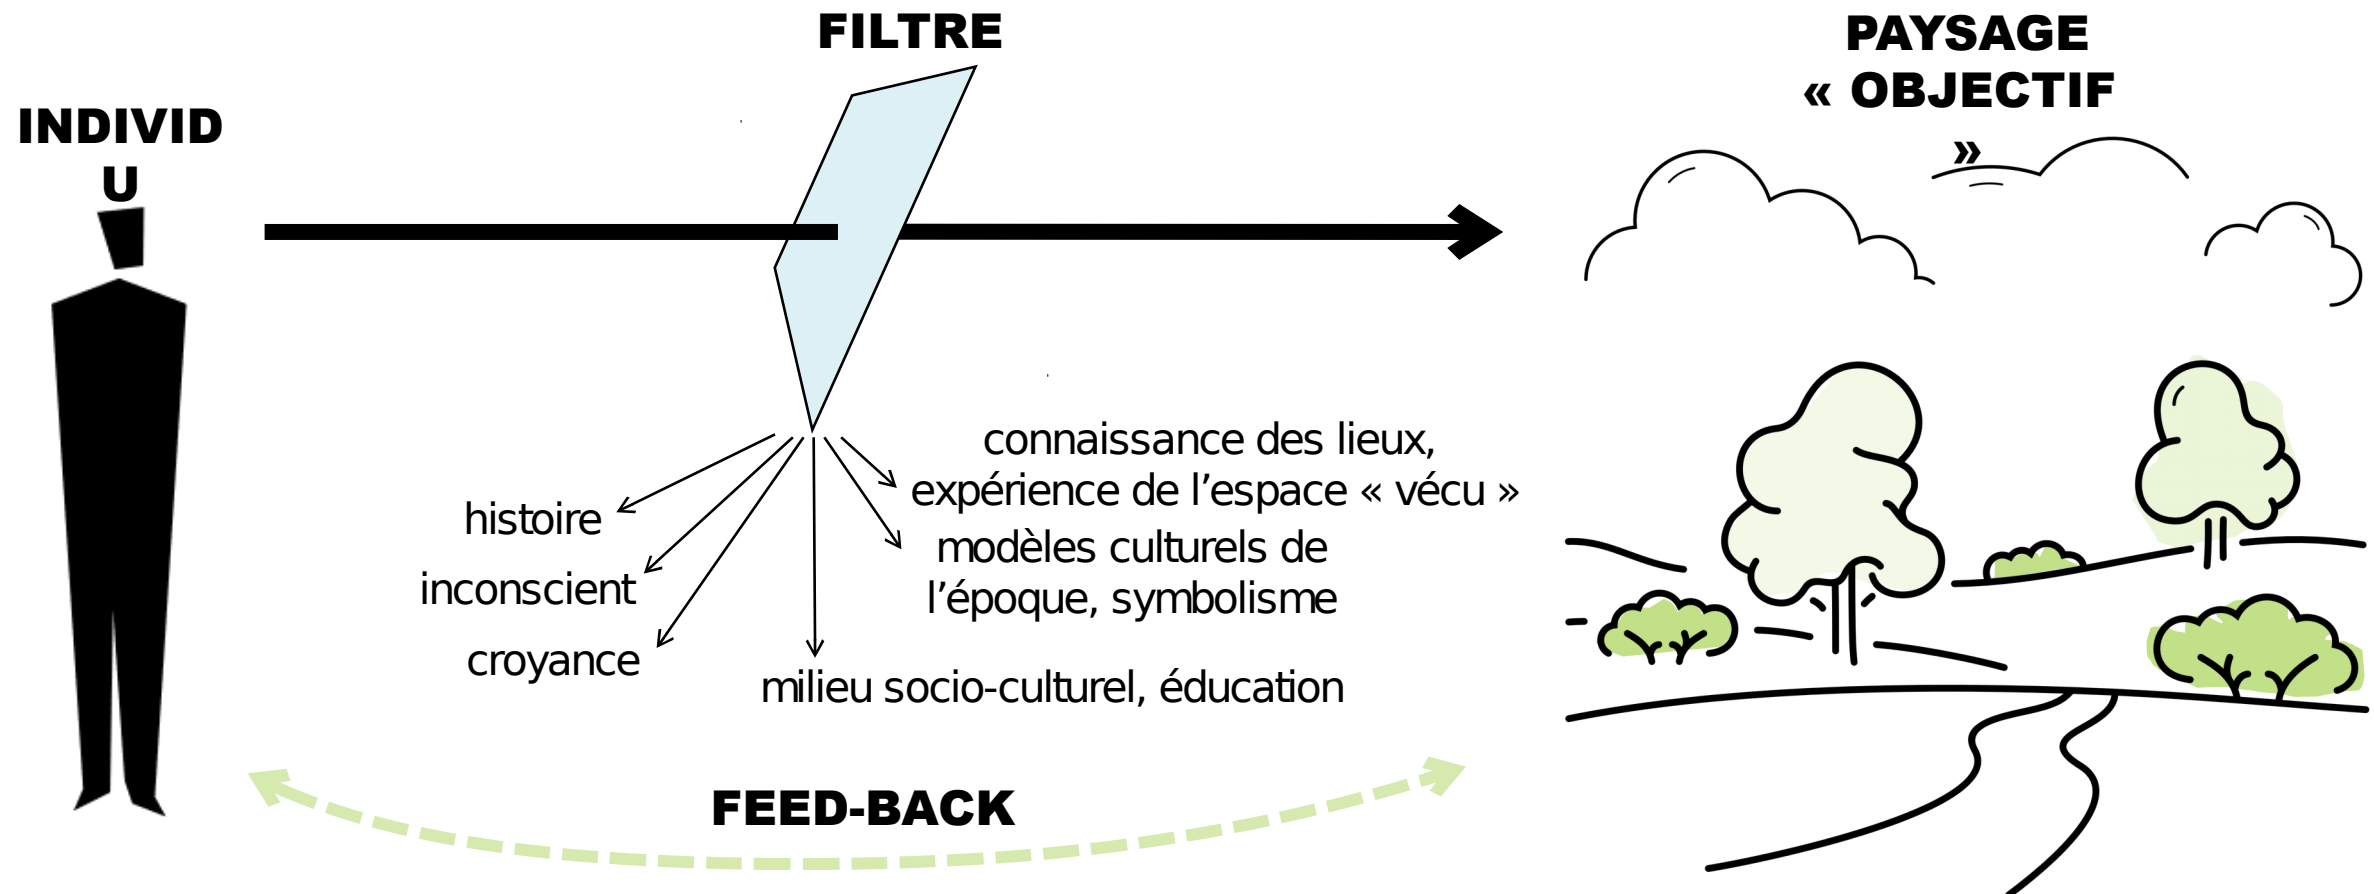 FILTRE
PAYSAGE
« OBJECTIF
»
INDIVID
U
connaissance des lieux,
expérience de l’espace « vécu »
histoire
modèles culturels de
l’époque, symbolisme
inconscient
croyance
milieu socio-culturel, éducation
FEED-BACK